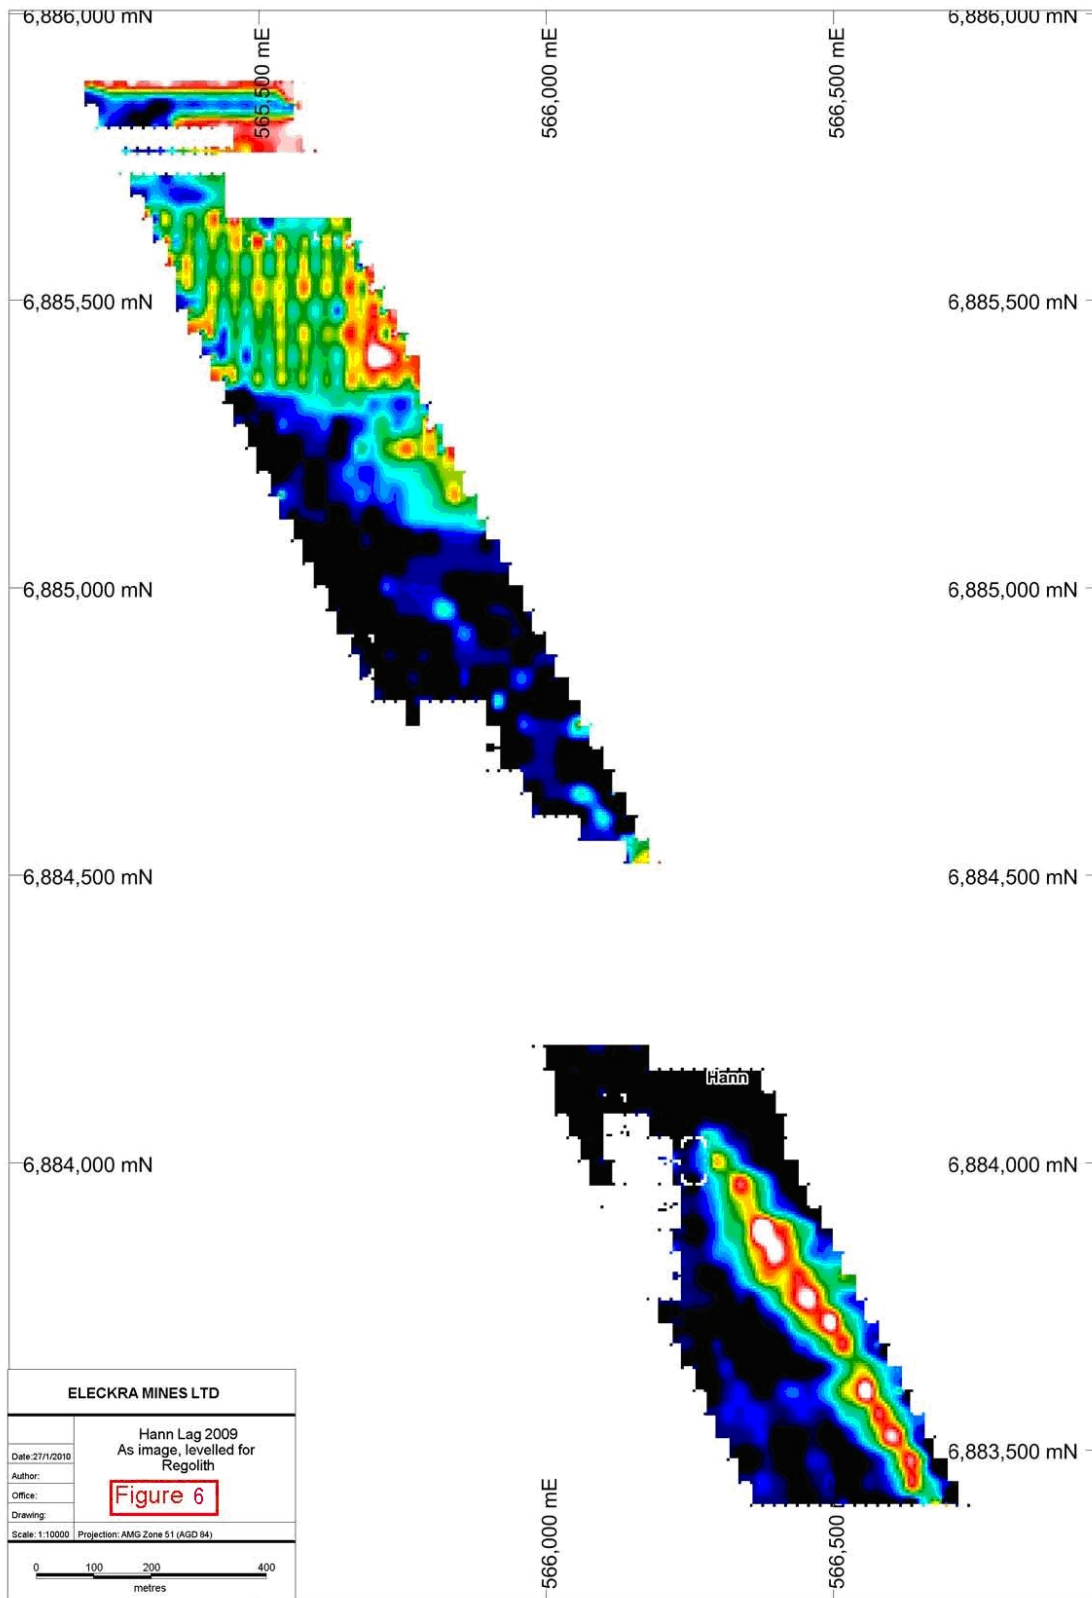 6,886,000 mN
6,886,000 mN
565,500 mE
566,000 mE
566,500 mE
6,885,500 mN
6,885,500 mN
6,885,000 mN
6,885,000 mN
6,884,500 mN
6,884,500 mN
Hann
6,884,000 mN
6,884,000 mN
6,883,500 mN
566,000 mE
566,500 mE
ELECKRA MINES LTD
Hann Lag 2009
As image, levelled for
Regolith
Figure 6
Date:27/1/2010
Author:
Office:
Drawing:
Scale: 1:10000
Projection: AMG Zone 51 (AGD 84)
0 100 200 400
metres